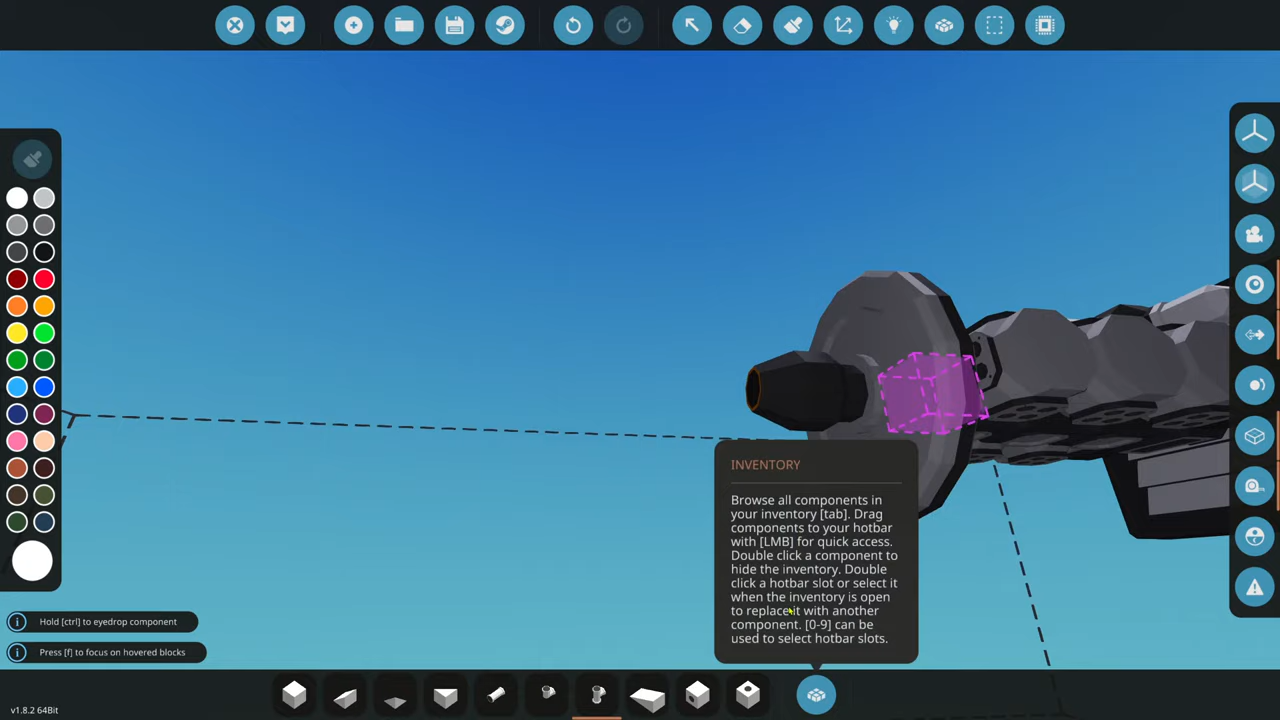 INVENTORY
Browse all components in
your inventory [tab]. Drag
components to your hotbar
with [LMB] for quick access.
Double click a component to
hide the inventory. Double
click a hotbar slot or select it
when the inventory is open
to replace it with another
component. [0-9] can be
used to select hotbar slots.
Hold [ctrl] to eyedrop component
Press [f] to focus on hovered blocks
v1.8.2 64Bit